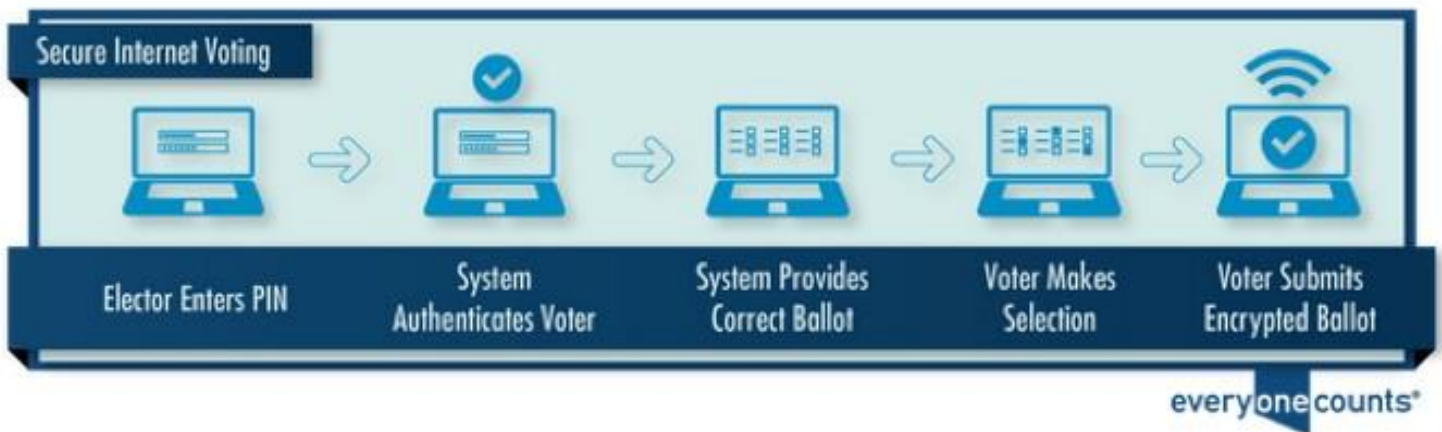 Secure Internet Voting
Elector Enters PIN
System
Authenticates Voter
System Provides
Correct Ballot
Voter Makes
Selection
Voter Submits
Encrypted Ballot
everyonecounts®